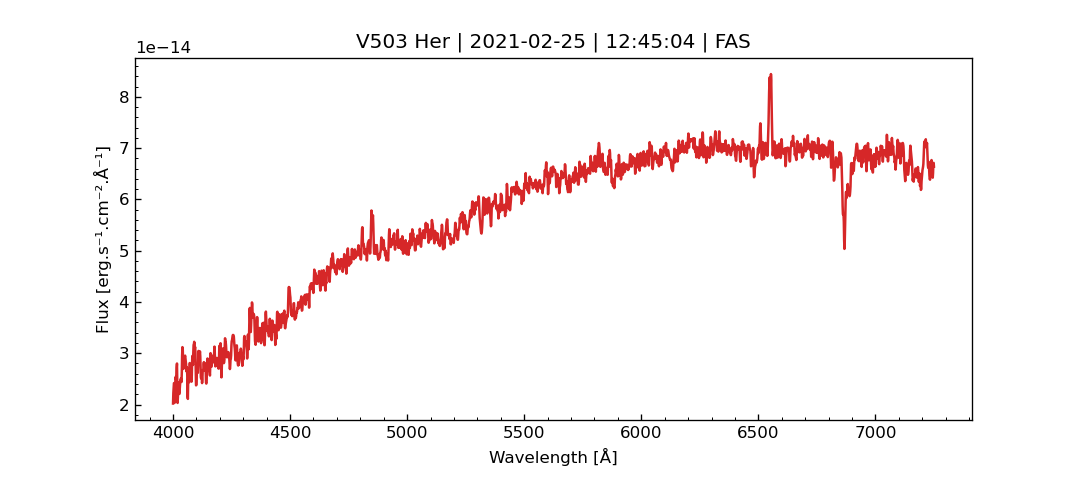 V503 Her | 2021-02-25 | 12:45:04 | FAS
1e−14
8
7
6
5
4
3
2
Flux [erg.s⁻¹.cm⁻².Å⁻¹]
4000 4500 5000 5500 6000 6500 7000
Wavelength [Å]